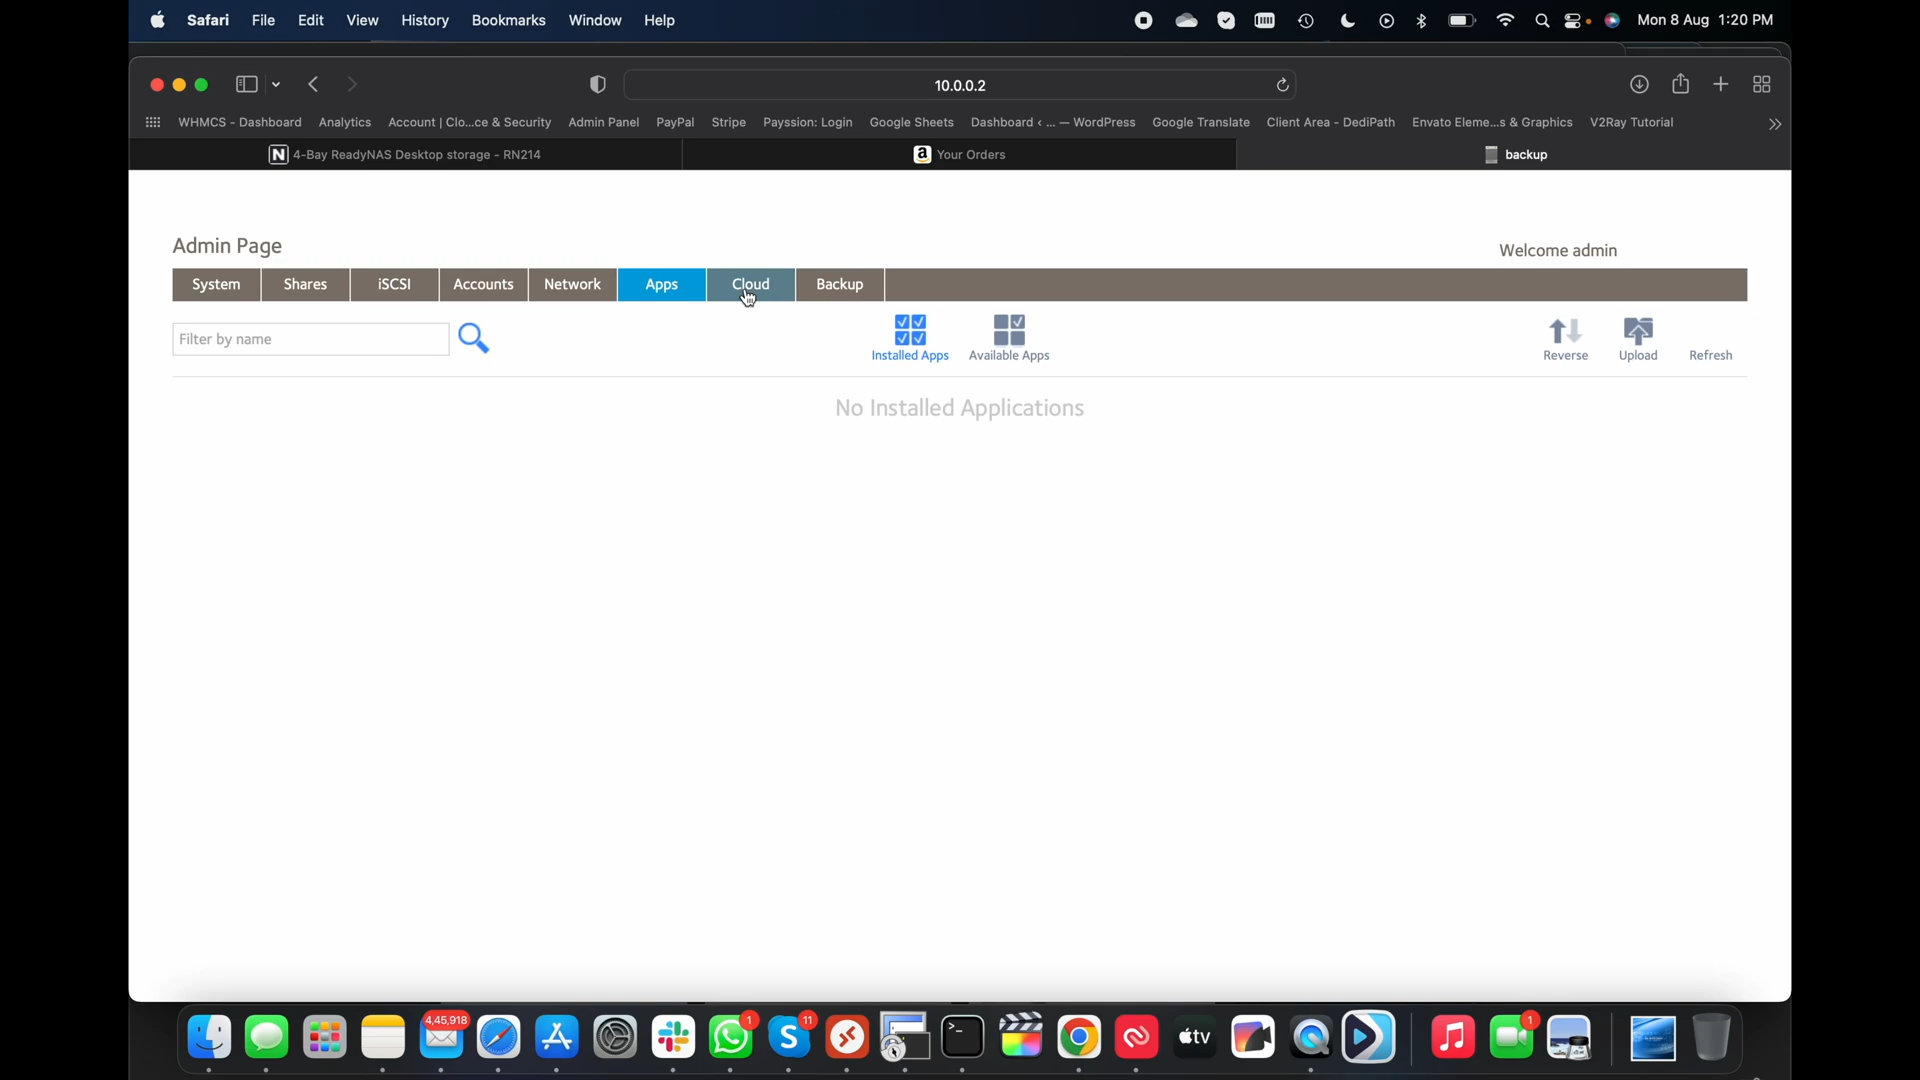 Safari File Edit View History Bookmarks Window Help Mon 8 Aug 1:20 PM
10.0.0.2
WHMCS - Dashboard Analytics Account | Clo...ce & Security Admin Panel PayPal Stripe Payssion: Login Google Sheets Dashboard ‹ ... — WordPress Google Translate Client Area - DediPath Envato Eleme...s & Graphics V2Ray Tutorial
N 4-Bay ReadyNAS Desktop storage - RN214 a Your Orders backup
Admin Page Welcome admin
System Shares iSCSI Accounts Network Apps Cloud Backup
Filter by name Installed Apps Available Apps Reverse Upload Refresh
No Installed Applications
4,45,918 1 11 1
tv